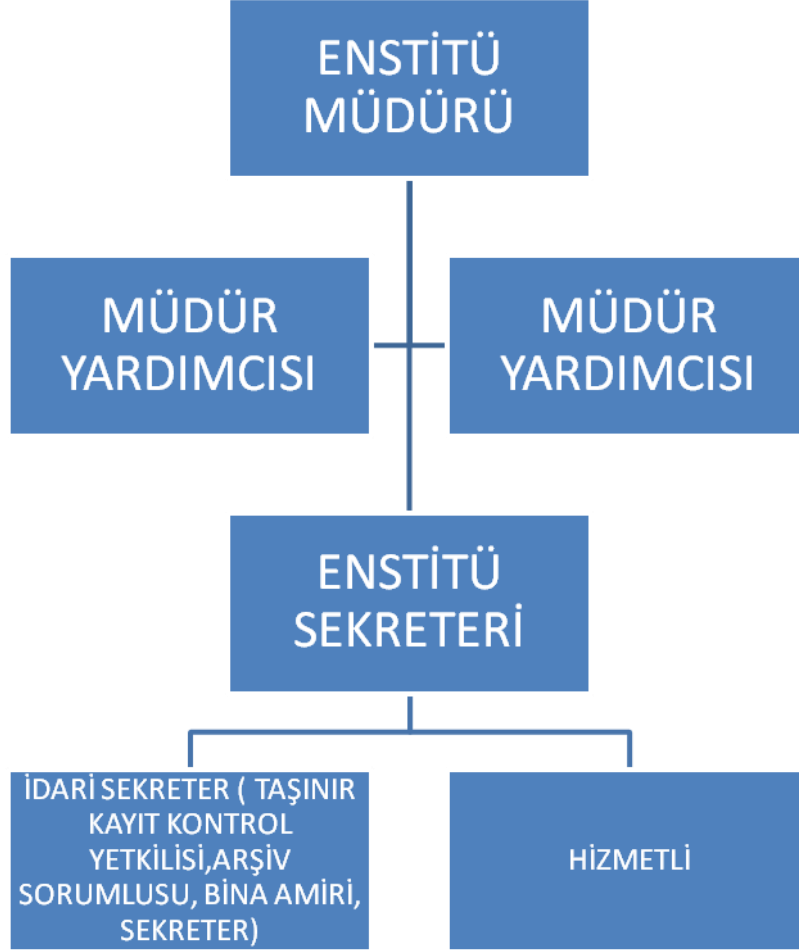 ENSTİTÜ
MÜDÜRÜ
MÜDÜR
YARDIMCISI
MÜDÜR
YARDIMCISI
ENSTİTÜ
SEKRETERİ
İDARİ SEKRETER ( TAŞINIR
KAYIT KONTROL
YETKİLİSİ,ARŞİV
SORUMLUSU, BİNA AMİRİ,
SEKRETER)
HİZMETLİ